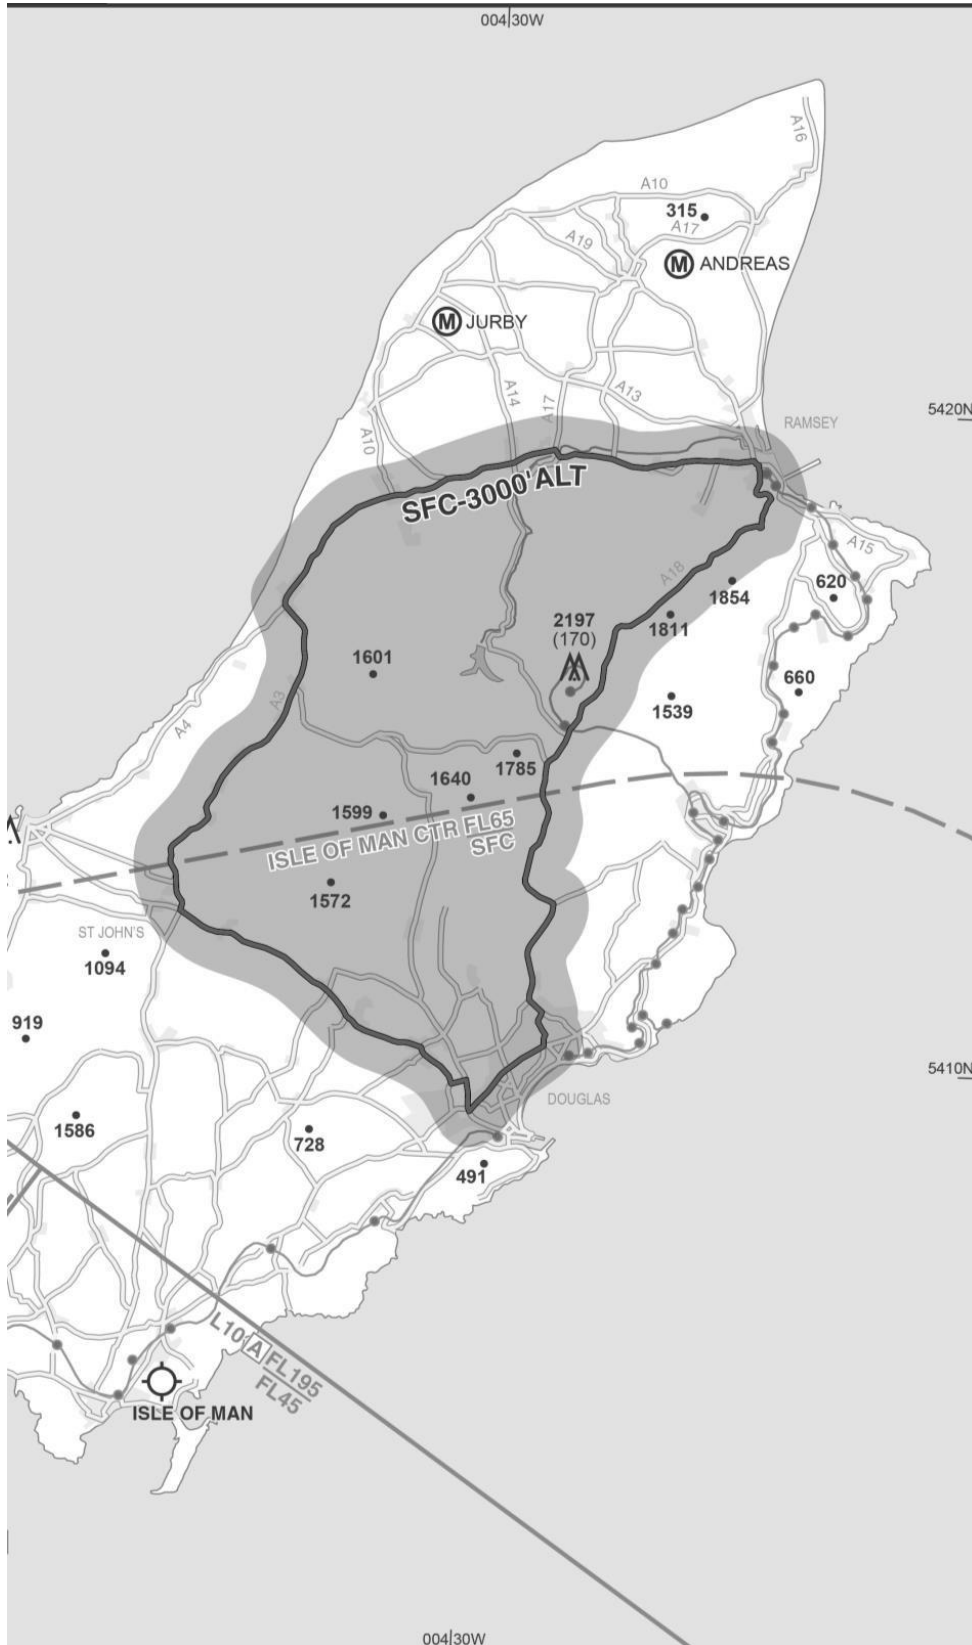 004 30W
A16
A10
315
A17
A19
M ANDREAS
M JURBY
A14
A17
A13
A10
5420N
RAMSEY
SFC-3000' ALT
A15
A18
620
1854
2197
(170)
1811
1601
660
1539
A3
A4
1785
1640
1599
ISLE OF MAN CTR FL65
SFC
1572
ST JOHN'S
1094
919
5410N
DOUGLAS
1586
728
491
A FL195
FL45
ISLE OF MAN
004 30W